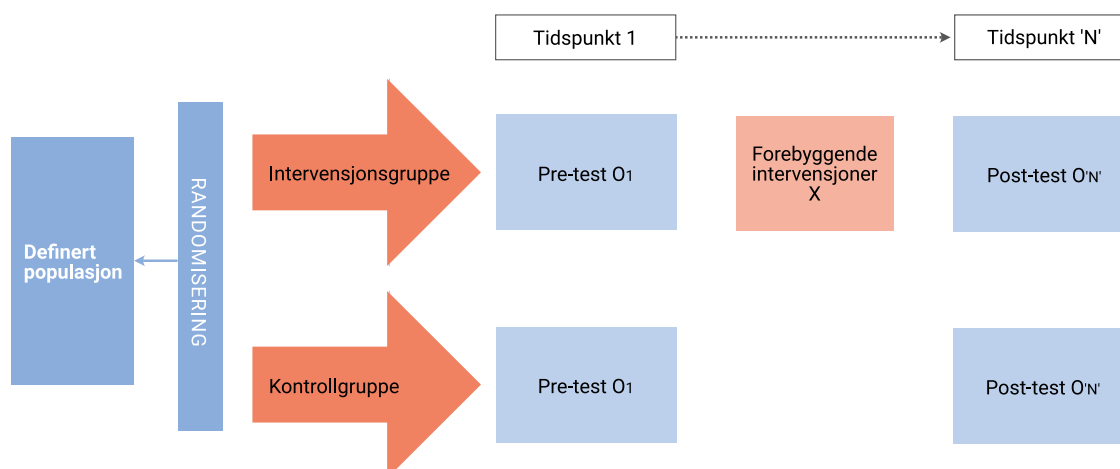 Tidspunkt 1
Tidspunkt 'N'
Definert
populasjon
RANDOMISERING
Intervensjonsgruppe
Pre-test O1
Forebyggende
intervensjoner
X
Post-test O'N'
Kontrollgruppe
Pre-test O1
Post-test O'N'